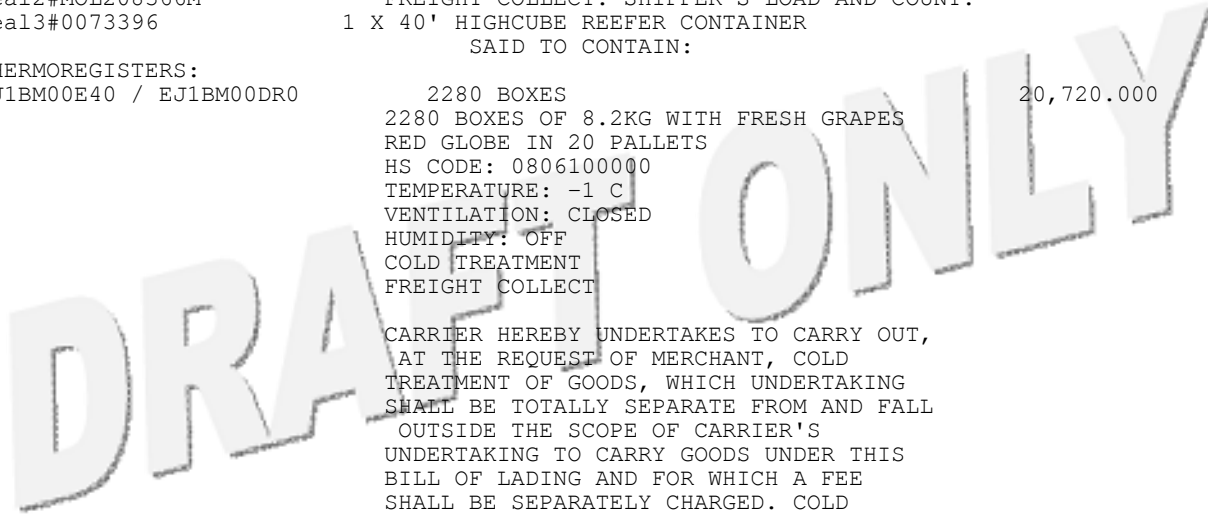 FREIGHT COLLECT. SHIPPER'S LOAD AND COUNT.
eal3#0073396 1 X 40' HIGHCUBE REEFER CONTAINER
SAID TO CONTAIN:
HERMOREGISTERS:
J1BM00E40 / EJ1BM00DR0 2280 BOXES 20,720.000
2280 BOXES OF 8.2KG WITH FRESH GRAPES
RED GLOBE IN 20 PALLETS
HS CODE: 0806100000
TEMPERATURE: -1 C
VENTILATION: CLOSED
HUMIDITY: OFF
COLD TREATMENT
FREIGHT COLLECT
CARRIER HEREBY UNDERTAKES TO CARRY OUT,
AT THE REQUEST OF MERCHANT, COLD
TREATMENT OF GOODS, WHICH UNDERTAKING
SHALL BE TOTALLY SEPARATE FROM AND FALL
OUTSIDE THE SCOPE OF CARRIER'S
UNDERTAKING TO CARRY GOODS UNDER THIS
BILL OF LADING AND FOR WHICH A FEE
SHALL BE SEPARATELY CHARGED. COLD
DRAFT ONLY